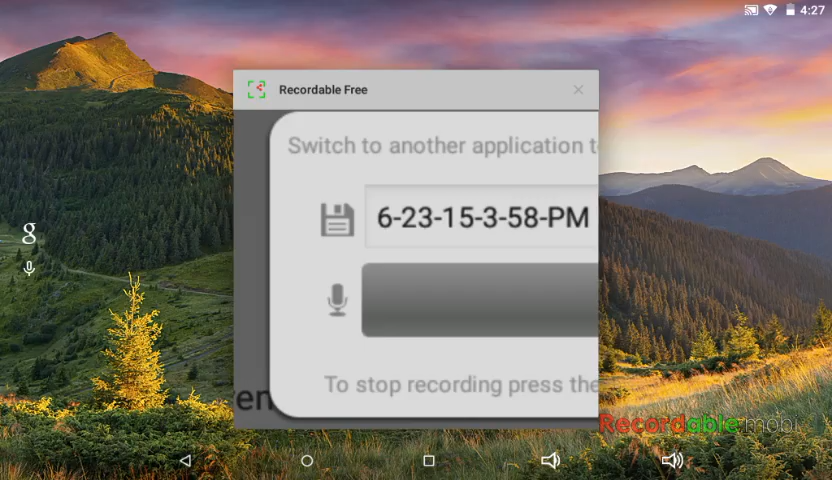 4:27
Recordable Free
Switch to another application t
6-23-15-3-58-PM
To stop recording press the
en
Recordable.mobi
g